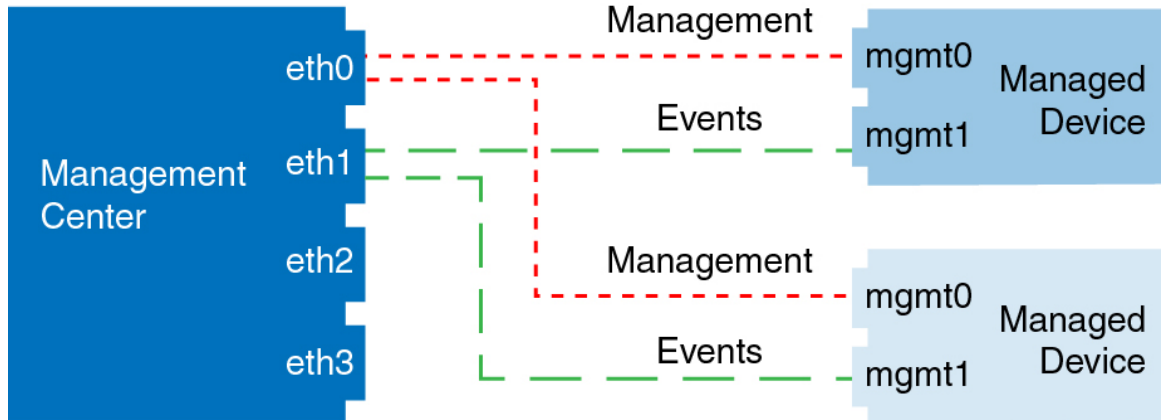 Management
eth0
mgmt0
Managed
Device
Events
eth1
mgmt1
Management
Center
eth2
Management
mgmt0
Managed
Device
eth3
Events
mgmt1